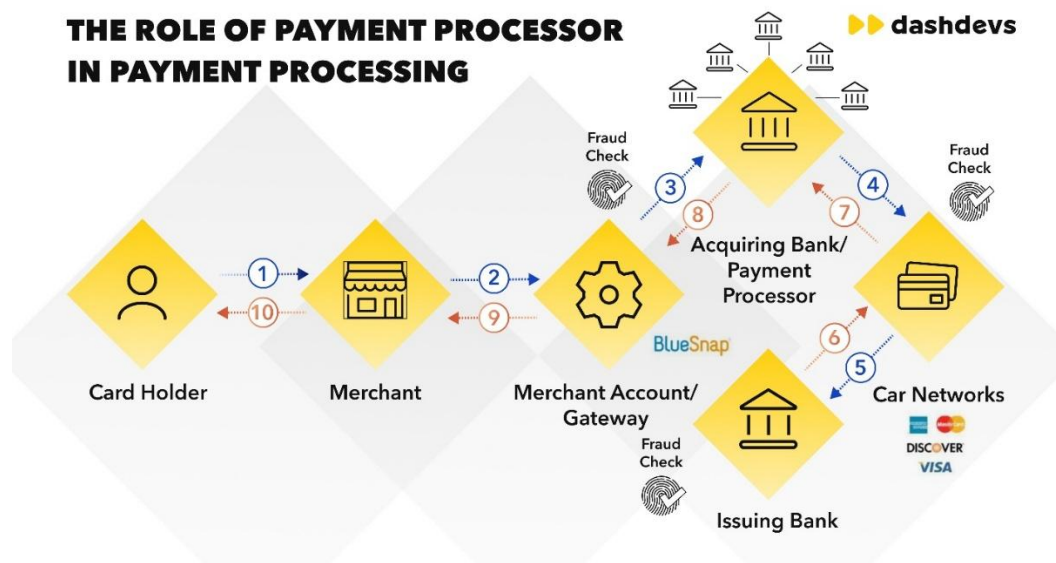 THE ROLE OF PAYMENT PROCESSOR
IN PAYMENT PROCESSING
dashdevs
Fraud
Check
3
8
4
7
Fraud
Check
1
10
2
9
Acquiring Bank/
Payment
Processor
6
5
BlueSnap
Card Holder
Merchant
Merchant Account/
Gateway
Car Networks
DISCOVER
VISA
Fraud
Check
Issuing Bank